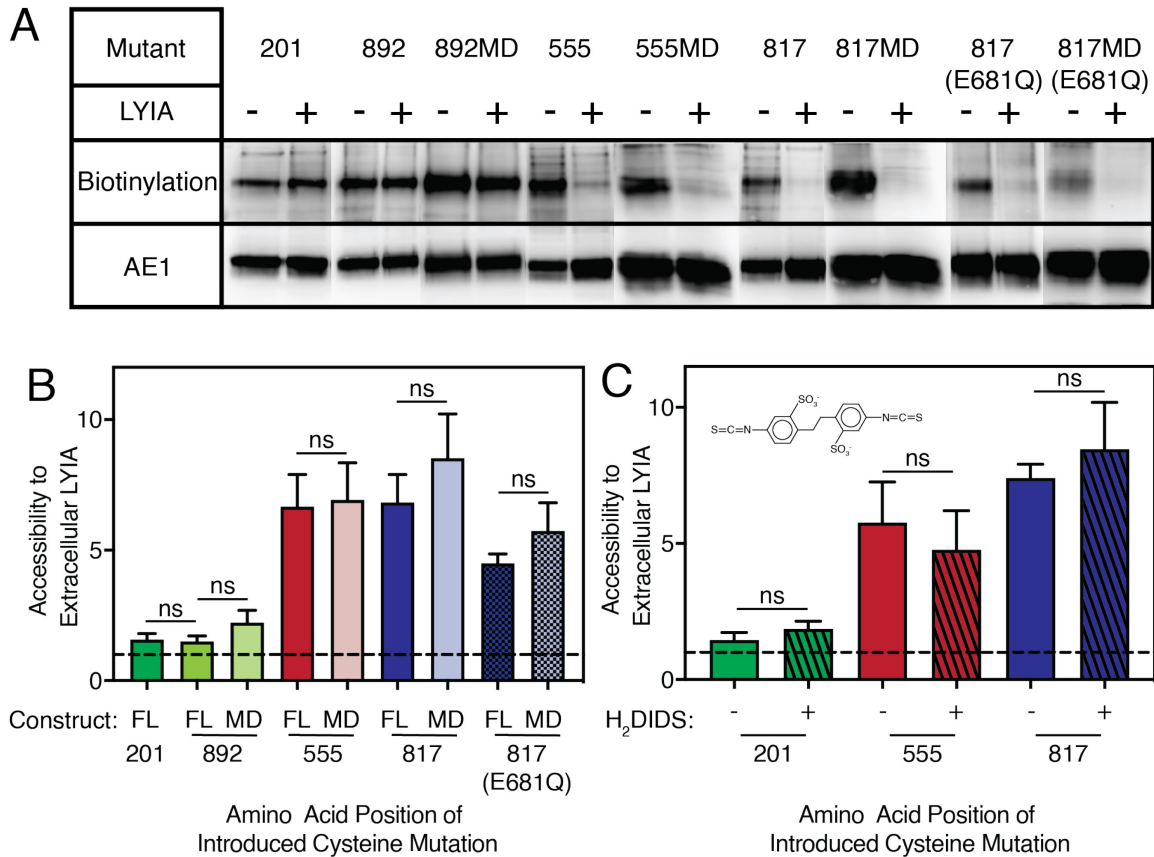 A
Mutant 201 892 892MD 555 555MD 817 817MD 817 (E681Q) 817MD (E681Q)
LYIA - + - + - + - + - + - + - + - + - +
Biotinylation
AE1
B
Accessibility to
Extracellular LYIA
10
5
0
ns ns ns ns ns
Construct: FL FL MD FL MD FL MD FL MD
201 892 555 817 817
(E681Q)
Amino Acid Position of
Introduced Cysteine Mutation
C
Accessibility to
Extracellular LYIA
10
5
0
S=C=N SO3- SO3- N=C=S
ns ns ns
H2DIDS: - + - + - +
201 555 817
Amino Acid Position of
Introduced Cysteine Mutation